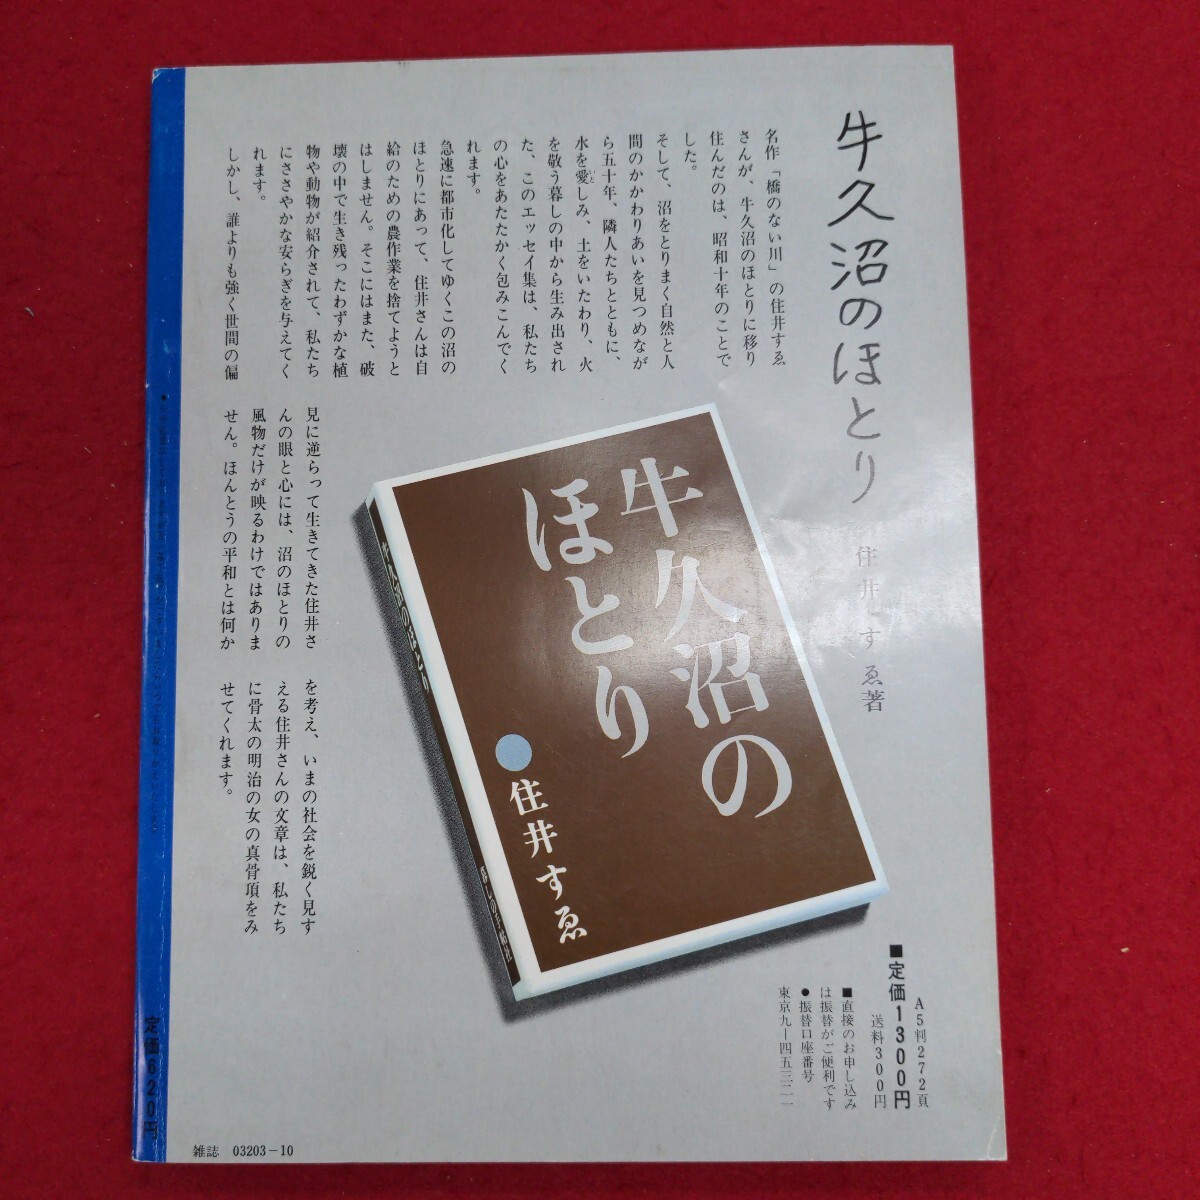 牛久沼のほとり
住井すゑ著
名作「橋のない川」の住井すゑ
さんが、牛久沼のほとりに移り
住んだのは、昭和十年のことで
した。
そして、沼をとりまく自然と人
間のかかわりあいを見つめなが
ら五十年、隣人たちとともに、
水を愛しみ、土をいたわり、火
を敬う暮しの中から生み出され
た、このエッセイ集は、私たち
の心をあたたかく包みこんでく
れます。
急速に都市化してゆくこの沼の
ほとりにあって、住井さんは自
給のための農作業を捨てようと
はしません。そこにはまた、破
壊の中で生き残ったわずかな植
物や動物が紹介されて、私たち
にささやかな安らぎを与えてく
れます。
しかし、誰よりも強く世間の偏
見に逆らって生きてきた住井さ
んの眼と心には、沼のほとりの
風物だけが映るわけではありま
せん。ほんとうの平和とは何か
を考え、いまの社会を鋭く見す
える住井さんの文章は、私たち
に骨太の明治の女の真骨頂をみ
せてくれます。
牛久沼の
ほとり
●住井すゑ
牛久沼のほとり
暮しの手帖社
A5判272頁
■定価1300円
送料300円
■直接のお申し込み
は振替がご便利です
●振替口座番号
東京九―四五三二一
定価620円
雑誌 03203-10